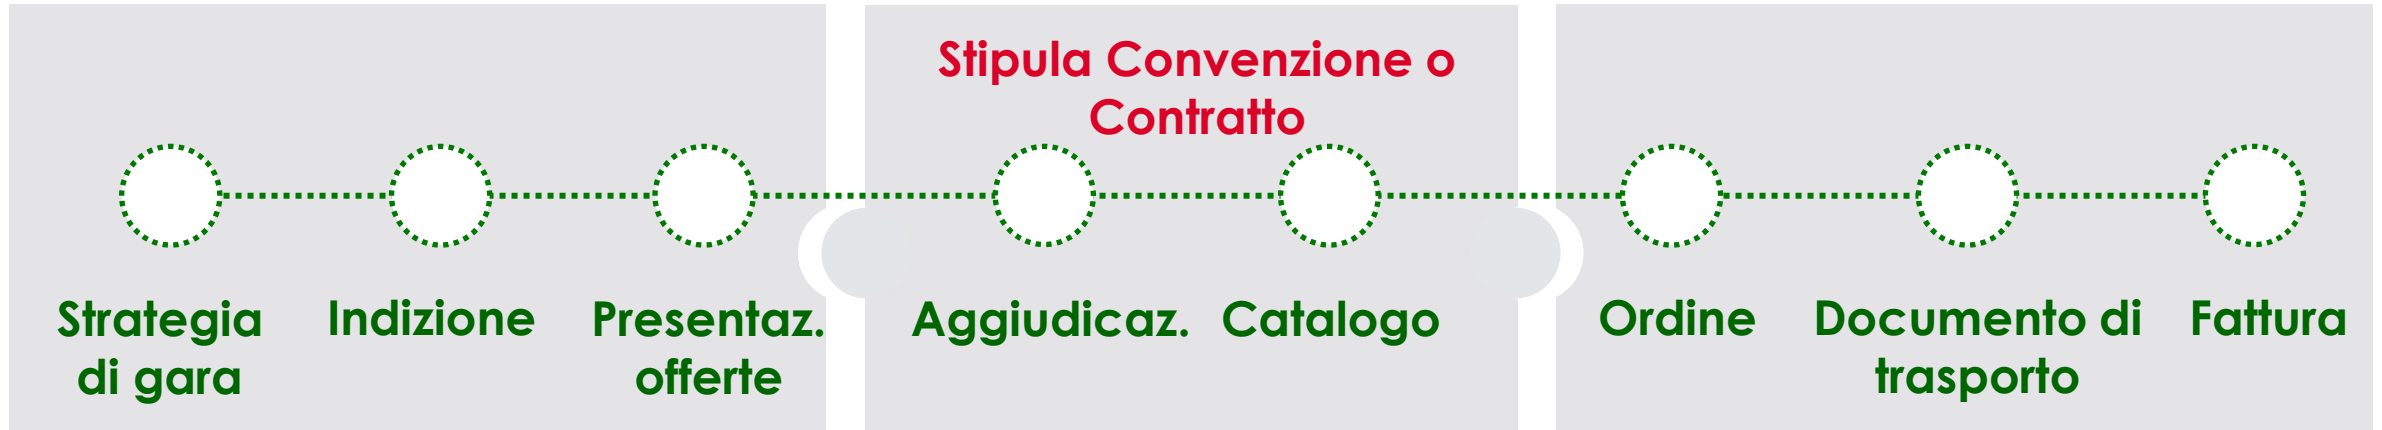 Stipula Convenzione o
Contratto
Strategia
di gara
Indizione
Presentaz.
offerte
Aggiudicaz.
Catalogo
Ordine
Documento di
trasporto
Fattura